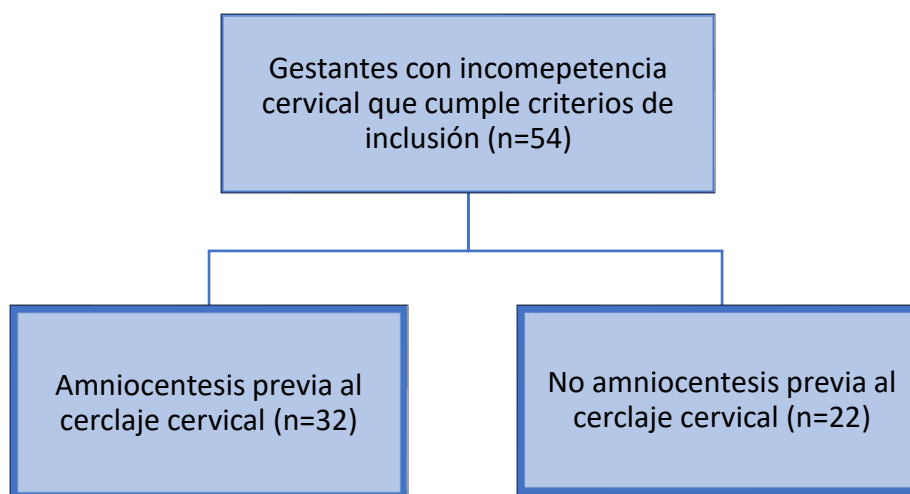 Gestantes con incomepetencia
cervical que cumple criterios de
inclusión (n=54)
Amniocentesis previa al
cerclaje cervical (n=32)
No amniocentesis previa al
cerclaje cervical (n=22)